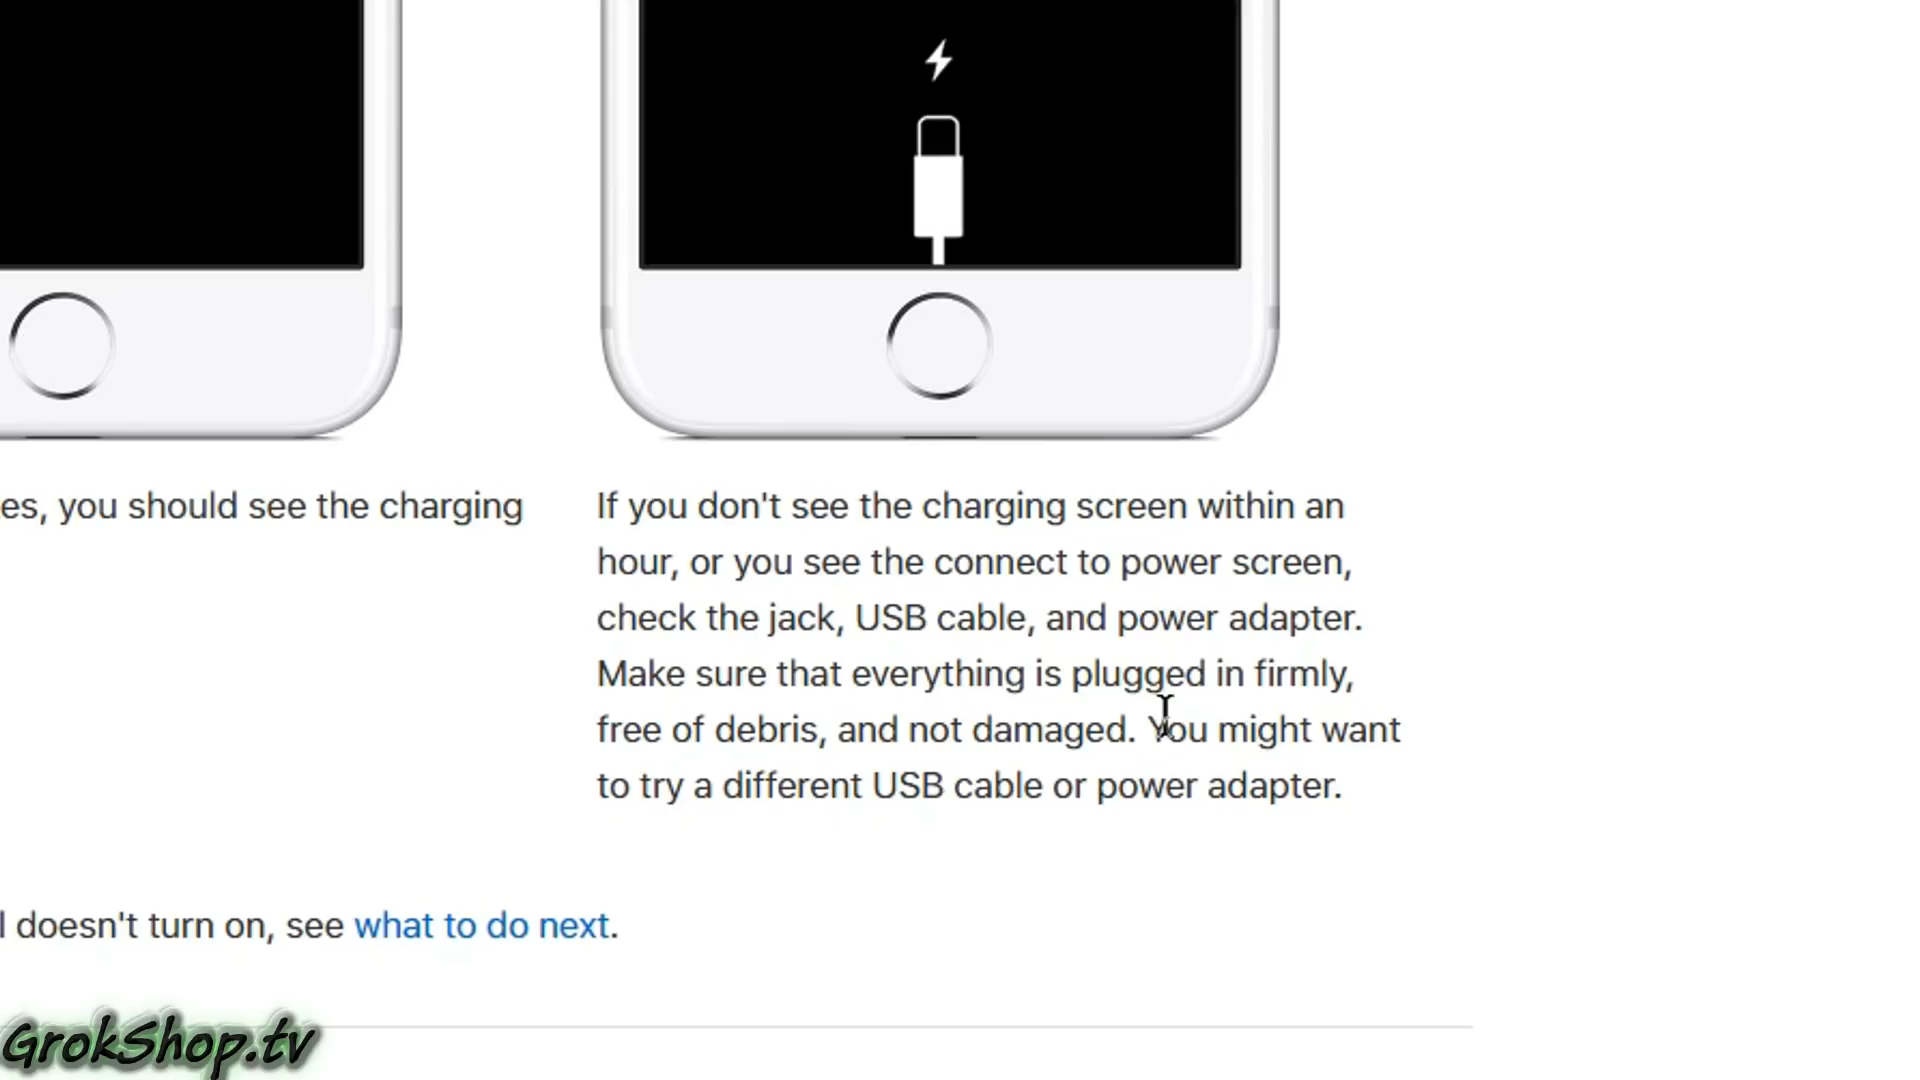 es, you should see the charging
If you don't see the charging screen within an
hour, or you see the connect to power screen,
check the jack, USB cable, and power adapter.
Make sure that everything is plugged in firmly,
free of debris, and not damaged. You might want
to try a different USB cable or power adapter.
l doesn't turn on, see what to do next.
GrokShop.tv